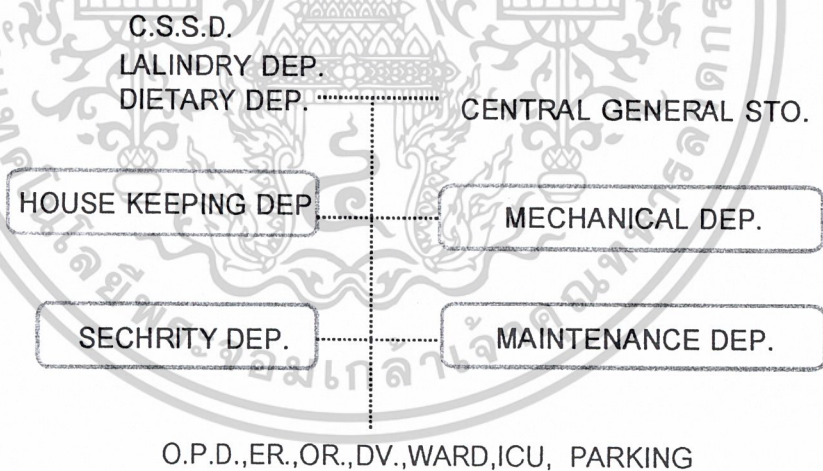 C.S.S.D.
LALINDRY DEP.
DIETARY DEP.
CENTRAL GENERAL STO.
HOUSE KEEPING DEP
MECHANICAL DEP.
SECHRITY DEP.
MAINTENANCE DEP.
O.P.D.,ER.,OR.,DV.,WARD,ICU, PARKING